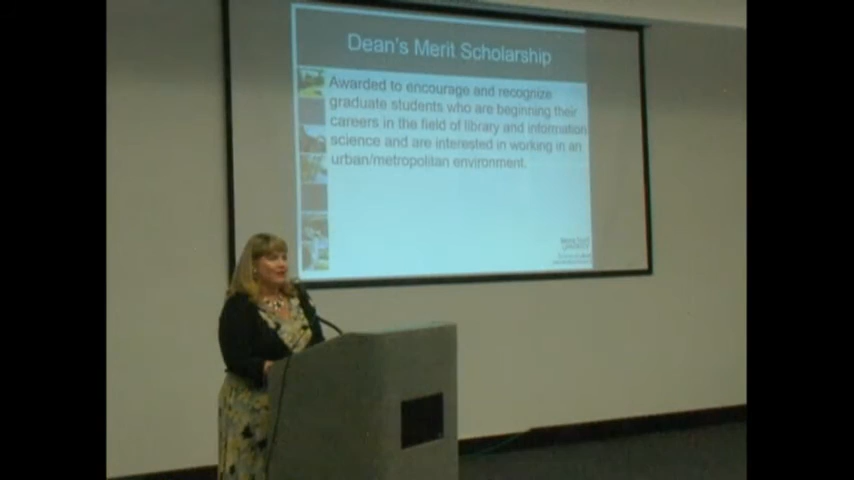 Dean's Merit Scholarship
Awarded to encourage and recognize
graduate students who are beginning their
careers in the field of library and information
science and are interested in working in an
urban/metropolitan environment.